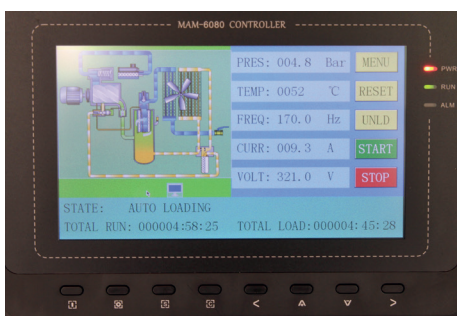 MAM-6080 CONTROLLER
PRES: 004.8 Bar MENU
TEMP: 0052 ℃ RESET
FREQ: 170.0 Hz UNLD
CURR: 009.3 A START
VOLT: 321.0 V STOP
PWR
RUN
ALM
STATE: AUTO LOADING
TOTAL RUN: 000004:58:25 TOTAL LOAD:000004:45:28